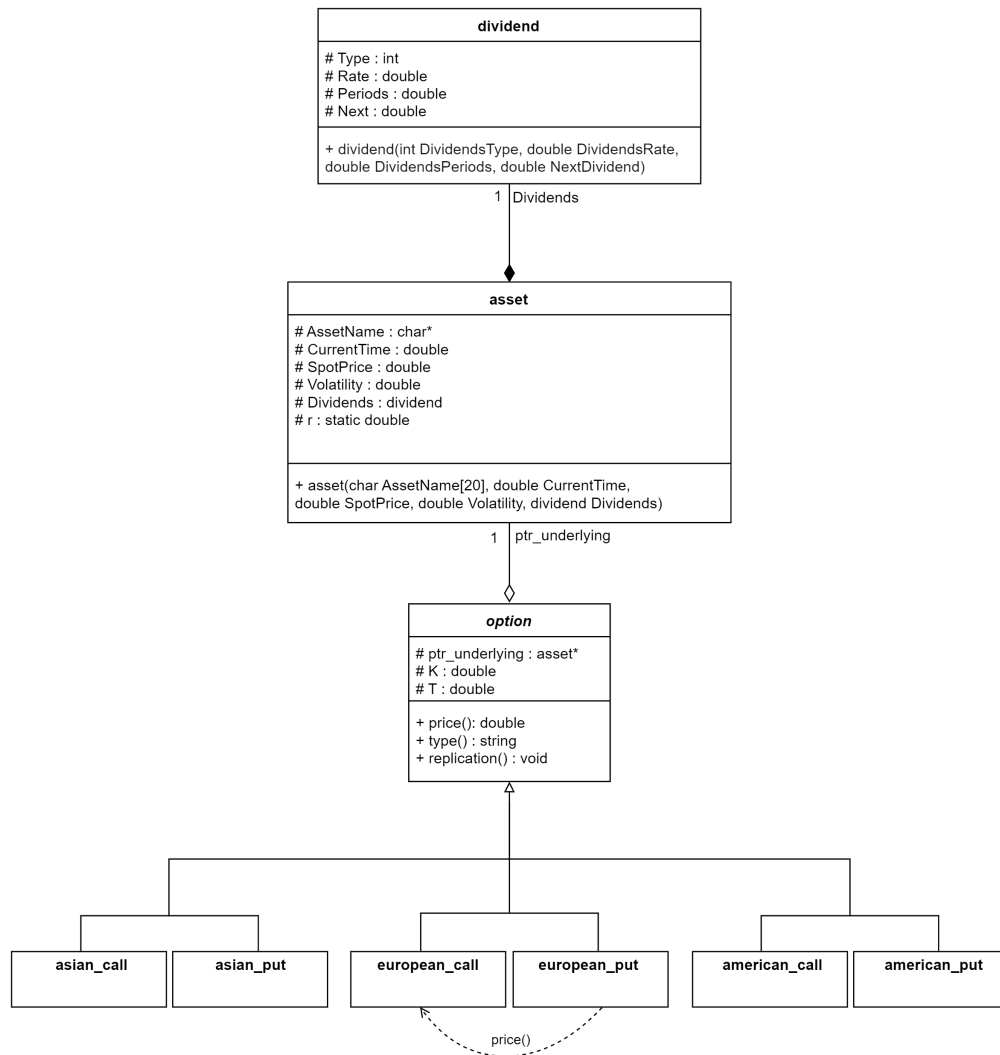 dividend
# Type : int
# Rate : double
# Periods : double
# Next : double
+ dividend(int DividendsType, double DividendsRate,
double DividendsPeriods, double NextDividend)
1 Dividends
asset
# AssetName : char*
# CurrentTime : double
# SpotPrice : double
# Volatility : double
# Dividends : dividend
# r : static double
+ asset(char AssetName[20], double CurrentTime,
double SpotPrice, double Volatility, dividend Dividends)
1 ptr_underlying
option
# ptr_underlying : asset*
# K : double
# T : double
+ price(): double
+ type() : string
+ replication() : void
asian_call asian_put european_call european_put american_call american_put
price()